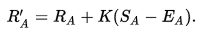 R′_A = R_A + K(S_A − E_A).